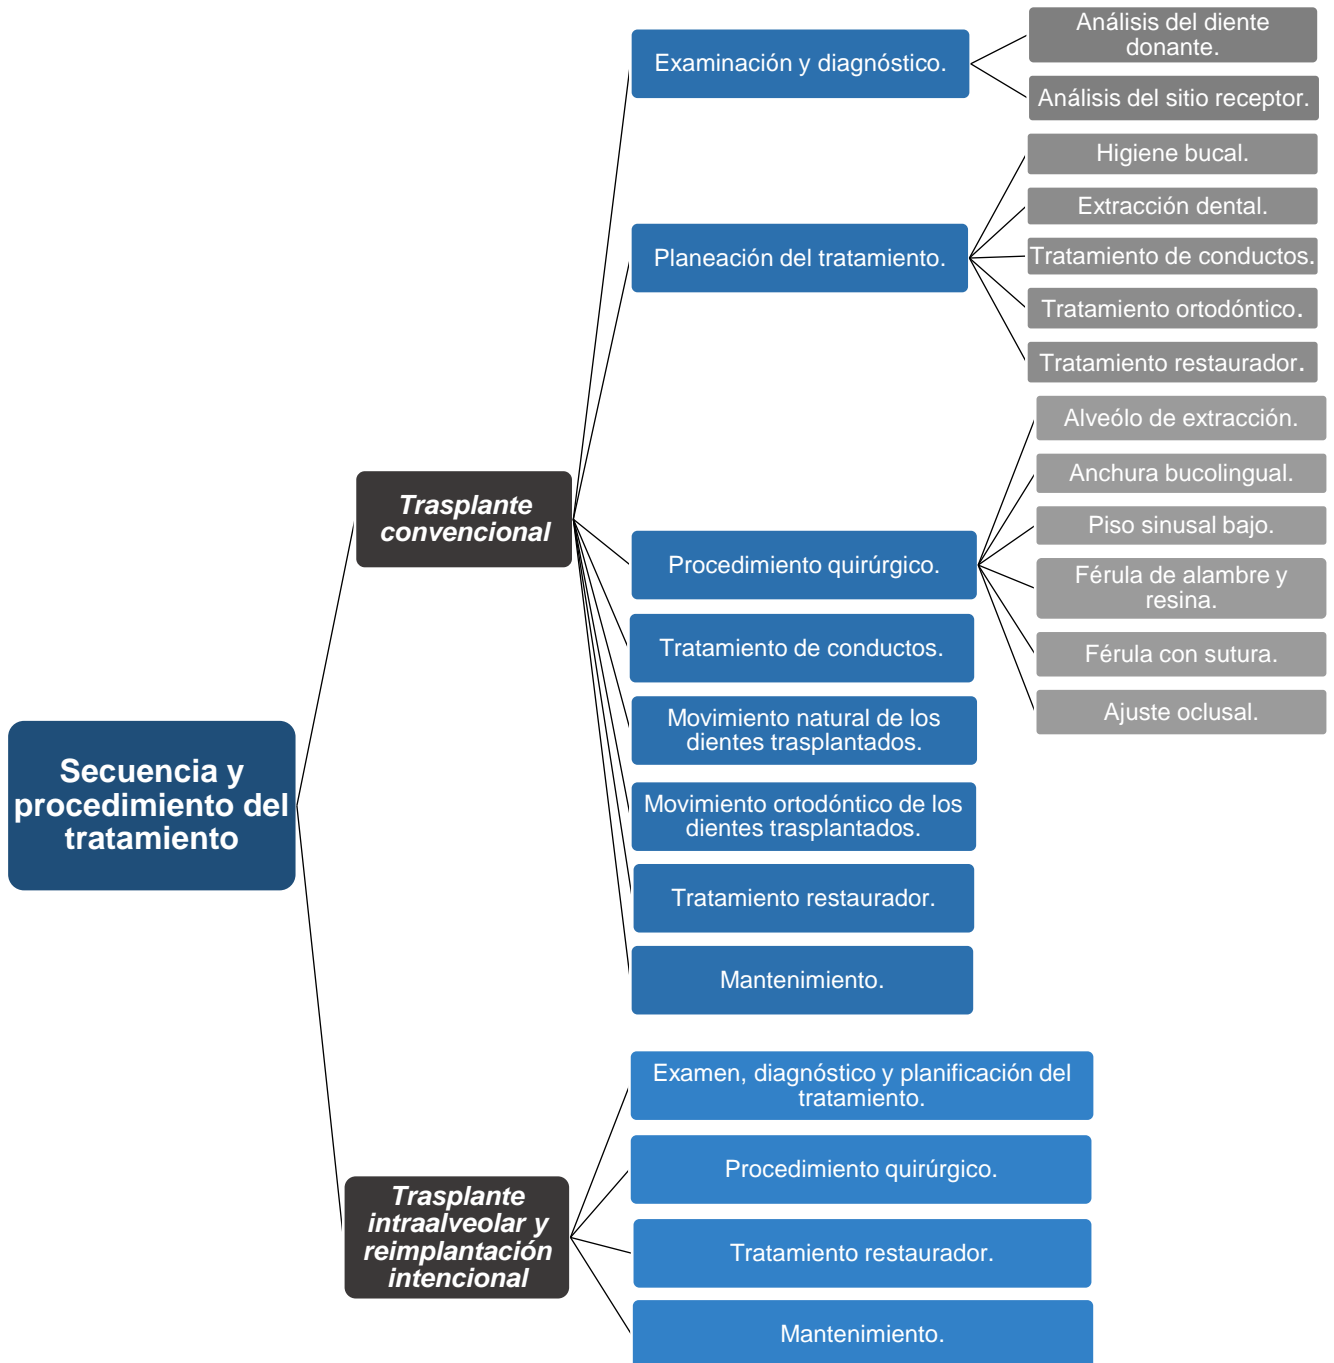 Secuencia y
procedimiento del
tratamiento
Trasplante
convencional
Examinación y diagnóstico.
Análisis del diente
donante.
Análisis del sitio receptor.
Planeación del tratamiento.
Higiene bucal.
Extracción dental.
Tratamiento de conductos.
Tratamiento ortodóntico.
Tratamiento restaurador.
Procedimiento quirúrgico.
Alveólo de extracción.
Anchura bucolingual.
Piso sinusal bajo.
Férula de alambre y
resina.
Férula con sutura.
Ajuste oclusal.
Tratamiento de conductos.
Movimiento natural de los
dientes trasplantados.
Movimiento ortodóntico de los
dientes trasplantados.
Tratamiento restaurador.
Mantenimiento.
Trasplante
intraalveolar y
reimplantación
intencional
Examen, diagnóstico y planificación del
tratamiento.
Procedimiento quirúrgico.
Tratamiento restaurador.
Mantenimiento.